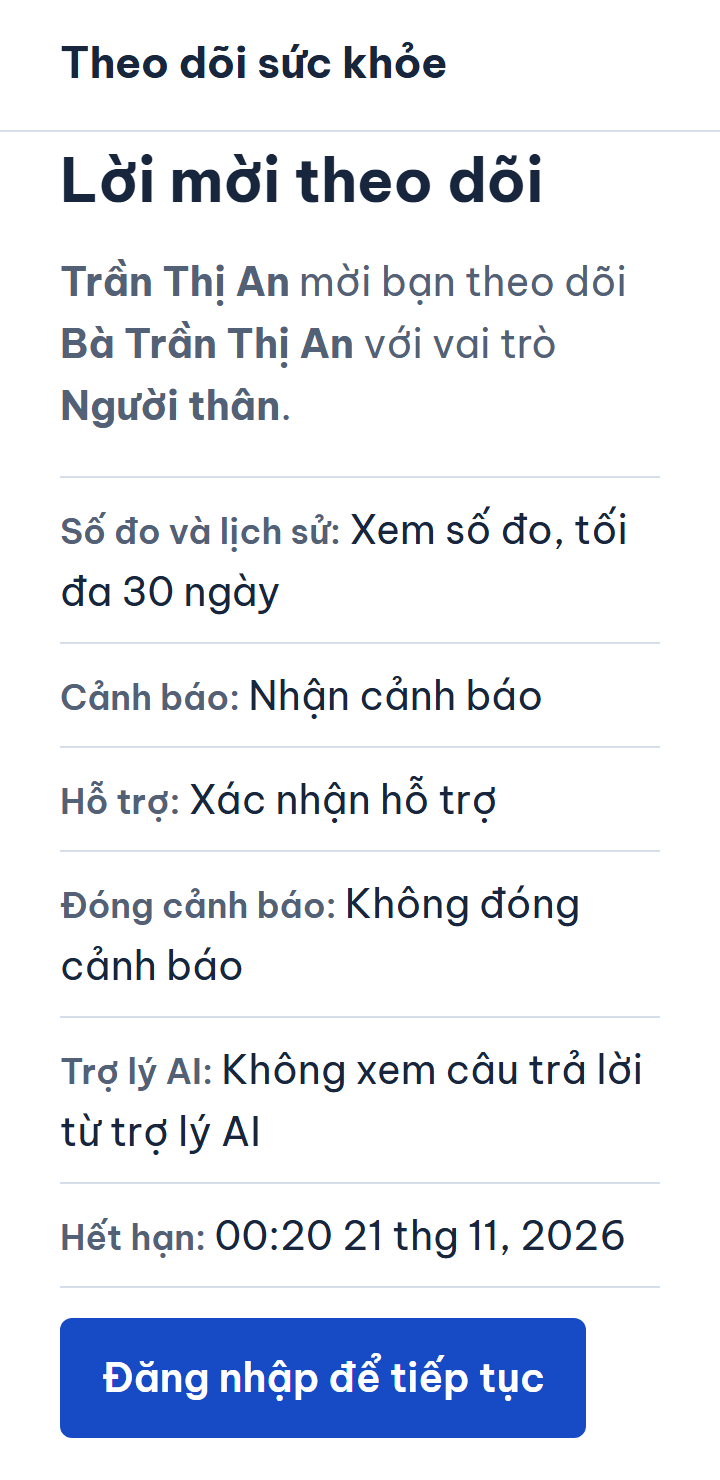 Theo dõi sức khỏe
Lời mời theo dõi
Trần Thị An mời bạn theo dõi
Bà Trần Thị An với vai trò
Người thân.
Số đo và lịch sử: Xem số đo, tối
đa 30 ngày
Cảnh báo: Nhận cảnh báo
Hỗ trợ: Xác nhận hỗ trợ
Đóng cảnh báo: Không đóng
cảnh báo
Trợ lý AI: Không xem câu trả lời
từ trợ lý AI
Hết hạn: 00:20 21 thg 11, 2026
Đăng nhập để tiếp tục